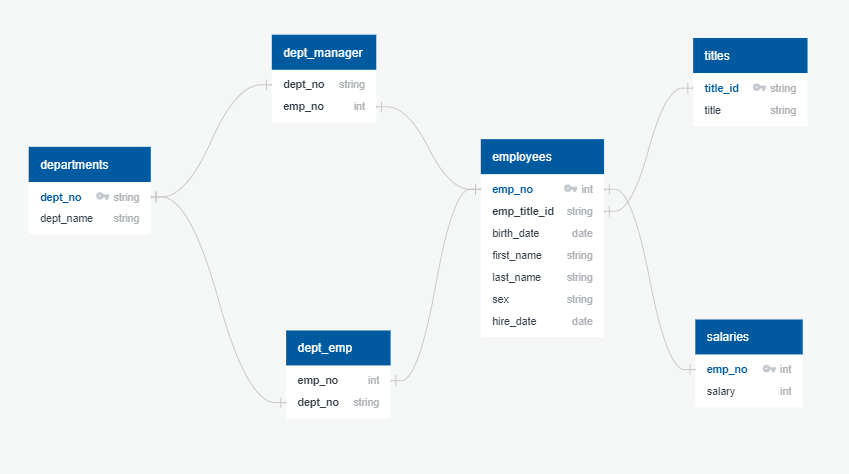 dept_manager
dept_no string
emp_no int
titles
title_id string
title string
departments
dept_no string
dept_name string
employees
emp_no int
emp_title_id string
birth_date date
first_name string
last_name string
sex string
hire_date date
dept_emp
emp_no int
dept_no string
salaries
emp_no int
salary int